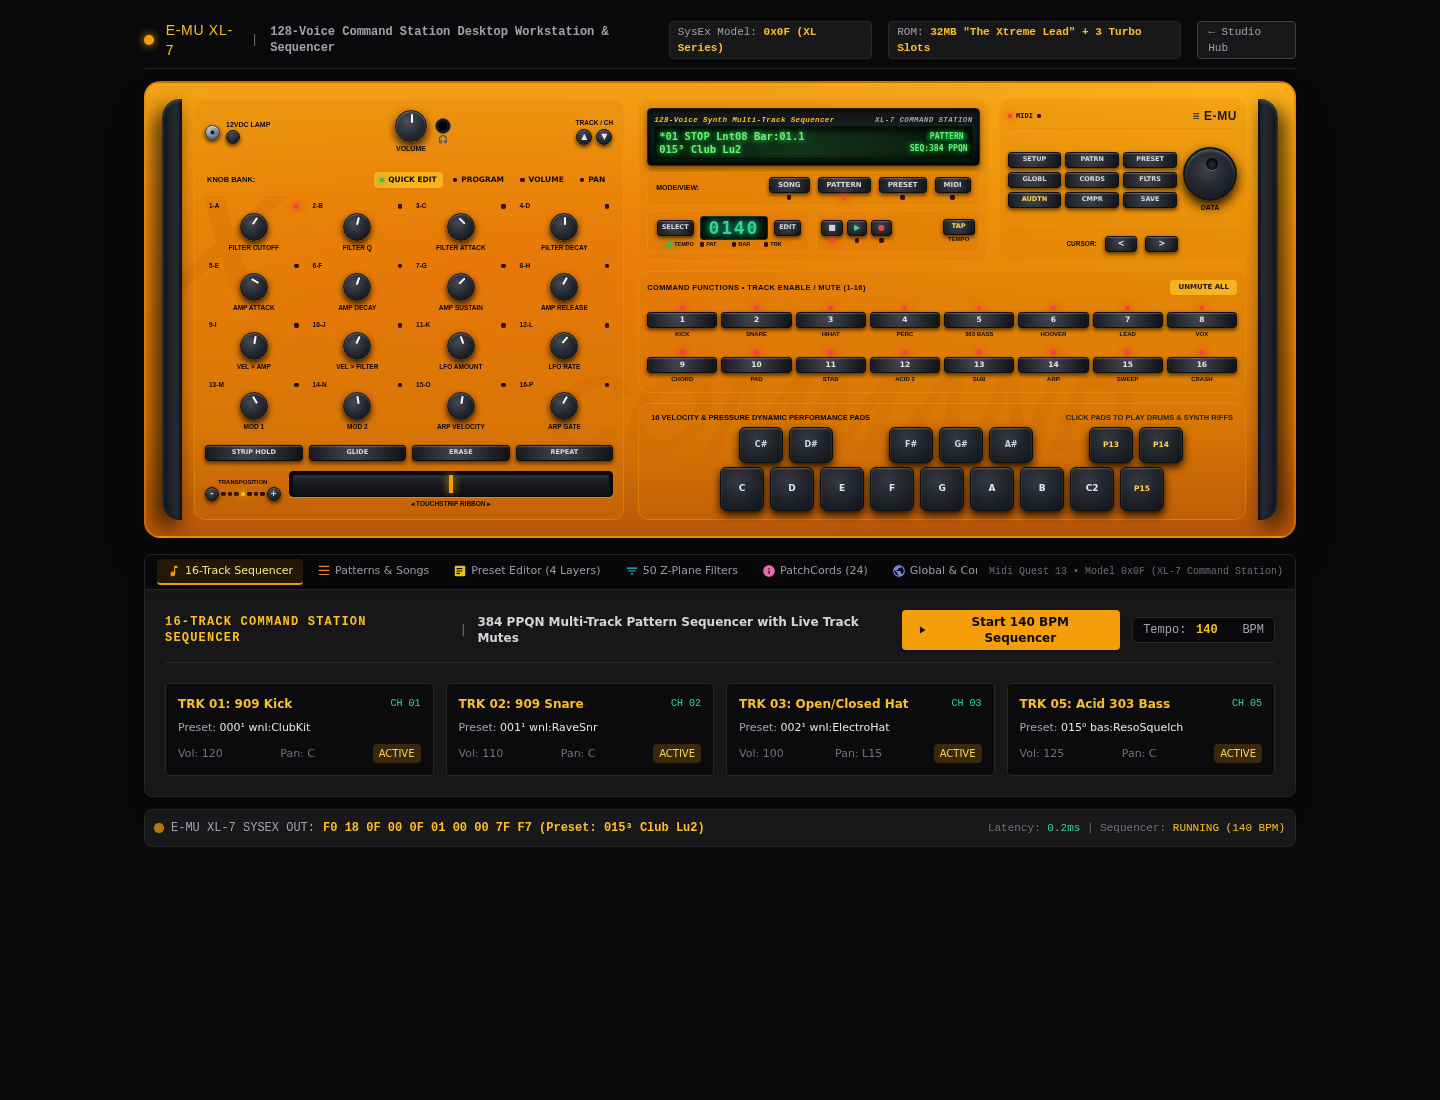 E-MU XL-7
|
128-Voice Command Station Desktop Workstation & Sequencer
SysEx Model: 0x0F (XL Series)
ROM: 32MB "The Xtreme Lead" + 3 Turbo Slots
← Studio Hub
12VDC LAMP
VOLUME
TRACK / CH
▲ ▼
KNOB BANK:
QUICK EDIT
PROGRAM
VOLUME
PAN
1-A
2-B
3-C
4-D
FILTER CUTOFF
FILTER Q
FILTER ATTACK
FILTER DECAY
5-E
6-F
7-G
8-H
AMP ATTACK
AMP DECAY
AMP SUSTAIN
AMP RELEASE
9-I
10-J
11-K
12-L
VEL > AMP
VEL > FILTER
LFO AMOUNT
LFO RATE
13-M
14-N
15-O
16-P
MOD 1
MOD 2
ARP VELOCITY
ARP GATE
STRIP HOLD
GLIDE
ERASE
REPEAT
TRANSPOSITION
- +
◂ TOUCHSTRIP RIBBON ▸
128-Voice Synth Multi-Track Sequencer
XL-7 COMMAND STATION
*01 STOP Lnt08 Bar:01.1
PATTERN
015³ Club Lu2
SEQ:384 PPQN
MODE/VIEW:
SONG
PATTERN
PRESET
MIDI
SELECT
0140
EDIT
TEMPO
PAT
BAR
TRK
TAP
TEMPO
MIDI
≡ E-MU
SETUP
PATRN
PRESET
GLOBL
CORDS
FLTRS
AUDTN
CMPR
SAVE
DATA
CURSOR:
< >
COMMAND FUNCTIONS • TRACK ENABLE / MUTE (1-16)
UNMUTE ALL
1 2 3 4 5 6 7 8
KICK
SNARE
HIHAT
PERC
303 BASS
HOOVER
LEAD
VOX
9 10 11 12 13 14 15 16
CHORD
PAD
STAB
ACID 2
SUB
ARP
SWEEP
CRASH
16 VELOCITY & PRESSURE DYNAMIC PERFORMANCE PADS
CLICK PADS TO PLAY DRUMS & SYNTH RIFFS
C# D# F# G# A# P13 P14
C D E F G A B C2 P15
16-Track Sequencer
Patterns & Songs
Preset Editor (4 Layers)
50 Z-Plane Filters
PatchCords (24)
Global & Co
Midi Quest 13 • Model 0x0F (XL-7 Command Station)
16-TRACK COMMAND STATION SEQUENCER
|
384 PPQN Multi-Track Pattern Sequencer with Live Track Mutes
Start 140 BPM Sequencer
Tempo: 140 BPM
TRK 01: 909 Kick
CH 01
Preset: 000¹ wnl:ClubKit
Vol: 120
Pan: C
ACTIVE
TRK 02: 909 Snare
CH 02
Preset: 001¹ wnl:RaveSnr
Vol: 110
Pan: C
ACTIVE
TRK 03: Open/Closed Hat
CH 03
Preset: 002¹ wnl:ElectroHat
Vol: 100
Pan: L15
ACTIVE
TRK 05: Acid 303 Bass
CH 05
Preset: 015⁰ bas:ResoSquelch
Vol: 125
Pan: C
ACTIVE
E-MU XL-7 SYSEX OUT: F0 18 0F 00 0F 01 00 00 7F F7 (Preset: 015³ Club Lu2)
Latency: 0.2ms | Sequencer: RUNNING (140 BPM)